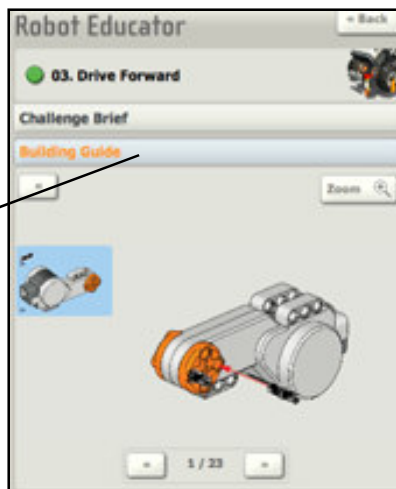 Robot Educator
« Back
03. Drive Forward
Challenge Brief
Building Guide
Zoom
1 / 23